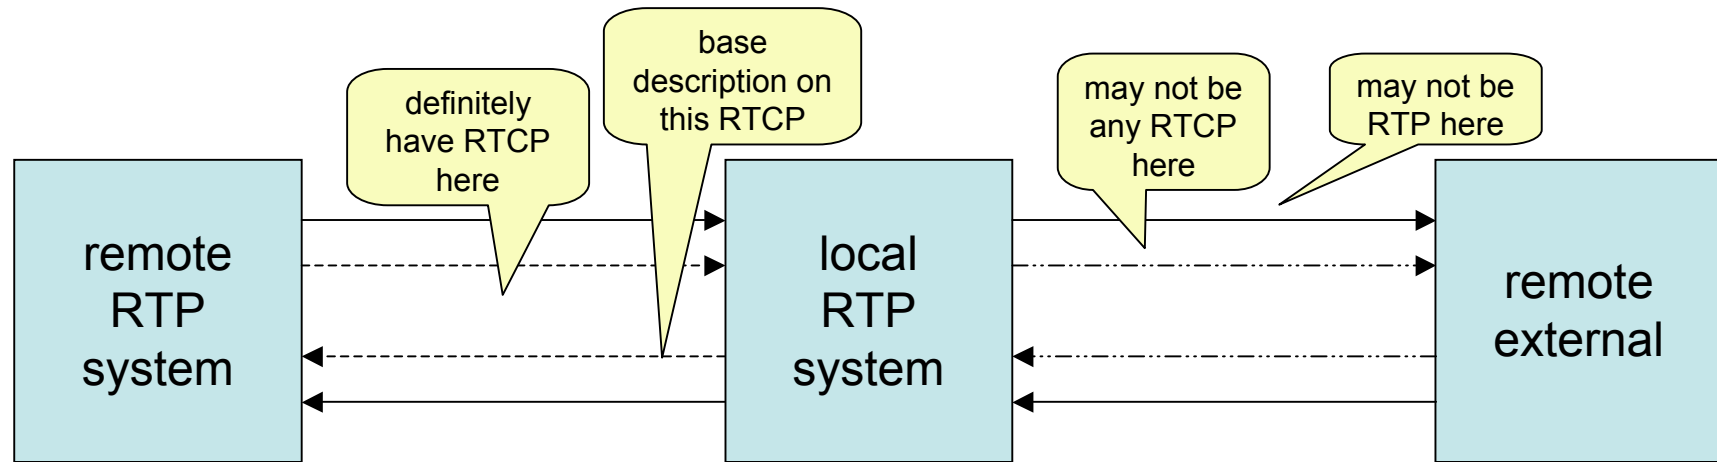 definitely
have RTCP
here
base
description on
this RTCP
may not be
any RTCP
here
may not be
RTP here
remote
RTP
system
local
RTP
system
remote
external